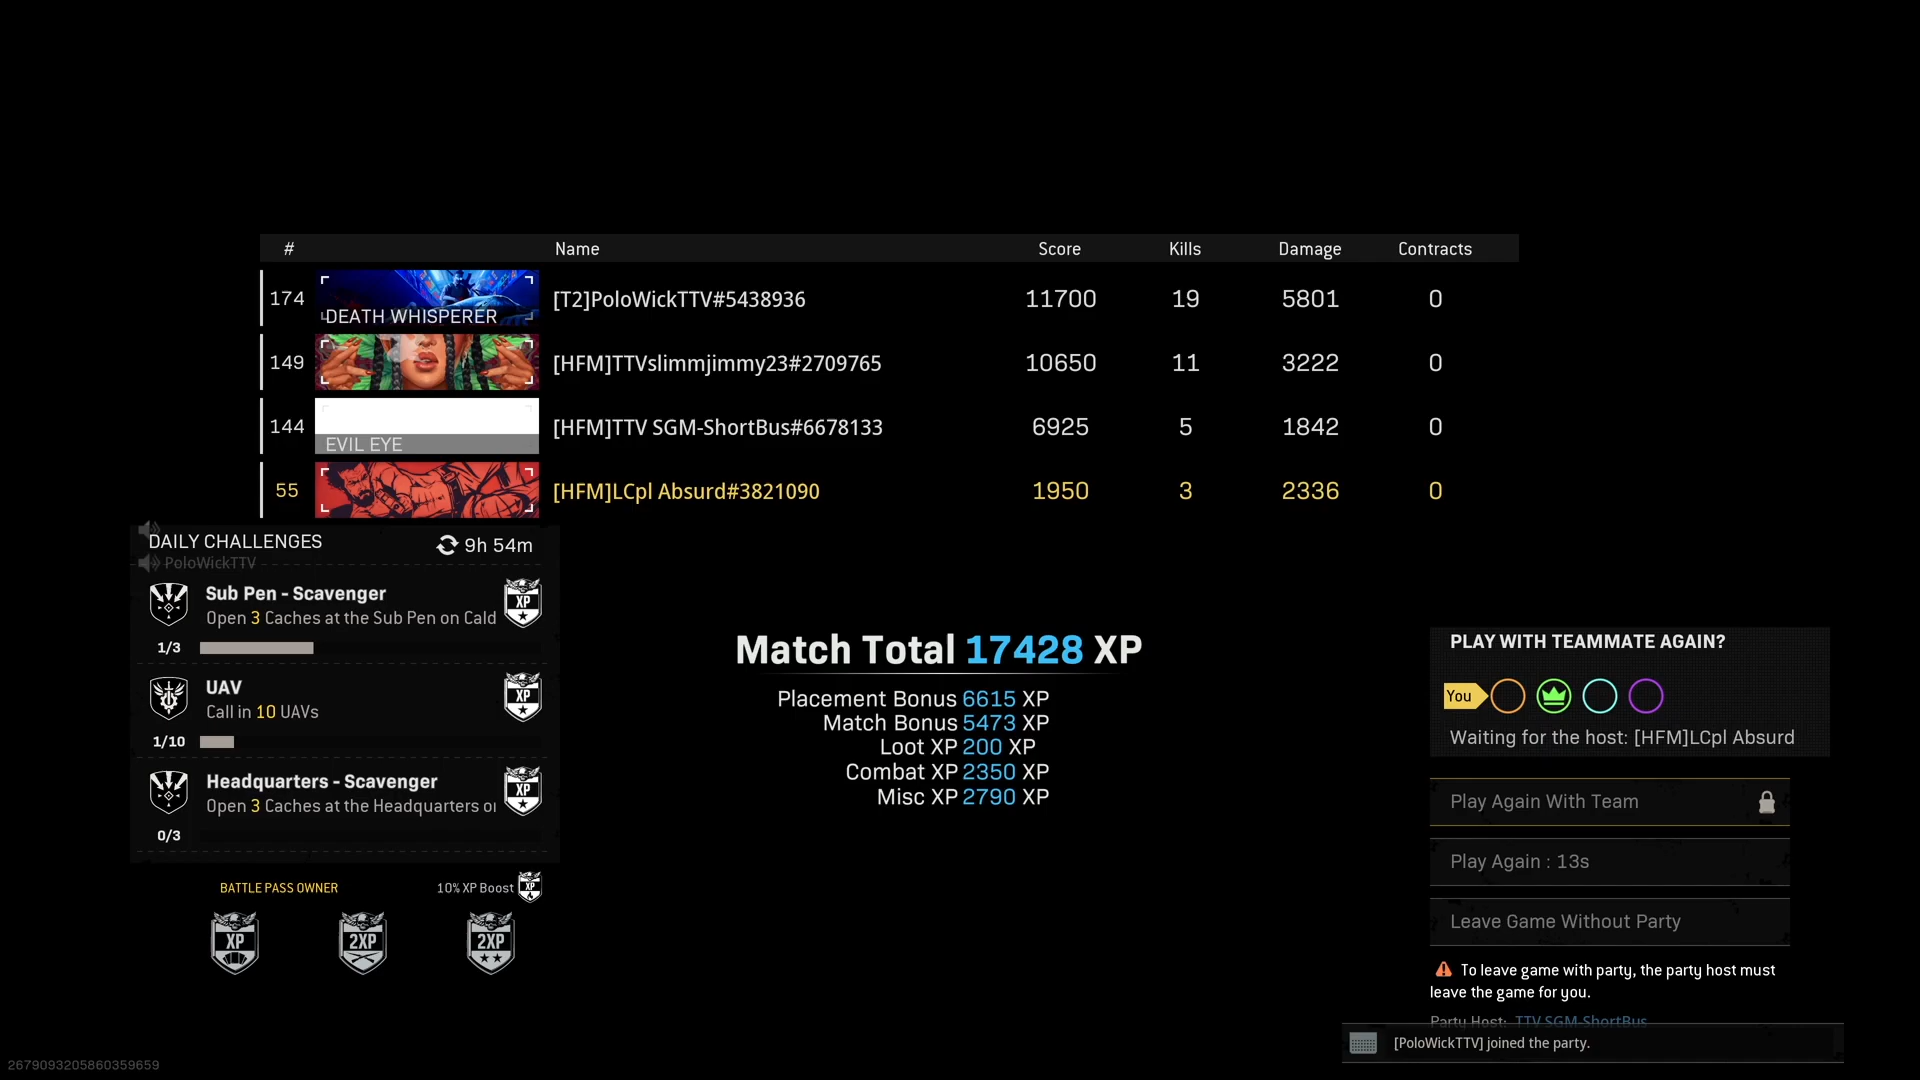 # Name Score Kills Damage Contracts
174 DEATH WHISPERER [T2]PoloWickTTV#5438936 11700 19 5801 0
149 [HFM]TTVslimmjimmy23#2709765 10650 11 3222 0
144 EVIL EYE [HFM]TTV SGM-ShortBus#6678133 6925 5 1842 0
55 [HFM]LCpl Absurd#3821090 1950 3 2336 0
DAILY CHALLENGES 9h 54m
PoloWickTTV
Sub Pen - Scavenger XP
Open 3 Caches at the Sub Pen on Cald
1/3
UAV XP
Call in 10 UAVs
1/10
Headquarters - Scavenger XP
Open 3 Caches at the Headquarters or
0/3
BATTLE PASS OWNER 10% XP Boost XP
XP 2XP 2XP
Match Total 17428 XP
Placement Bonus 6615 XP
Match Bonus 5473 XP
Loot XP 200 XP
Combat XP 2350 XP
Misc XP 2790 XP
PLAY WITH TEAMMATE AGAIN?
You
Waiting for the host: [HFM]LCpl Absurd
Play Again With Team
Play Again : 13s
Leave Game Without Party
To leave game with party, the party host must
leave the game for you.
Party Host: TTV SGM-ShortBus
[PoloWickTTV] joined the party.
2679093205860359659